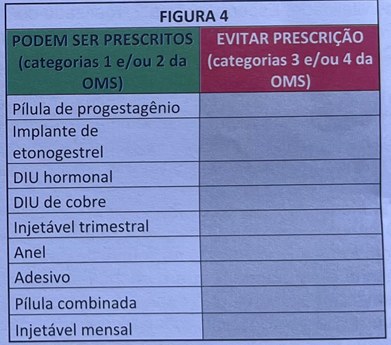 FIGURA 4
PODEM SER PRESCRITOS
(categorias 1 e/ou 2 da
OMS)
EVITAR PRESCRIÇÃO
(categorias 3 e/ou 4 da
OMS)
Pílula de progestagênio
Implante de
etonogestrel
DIU hormonal
DIU de cobre
Injetável trimestral
Anel
Adesivo
Pílula combinada
Injetável mensal